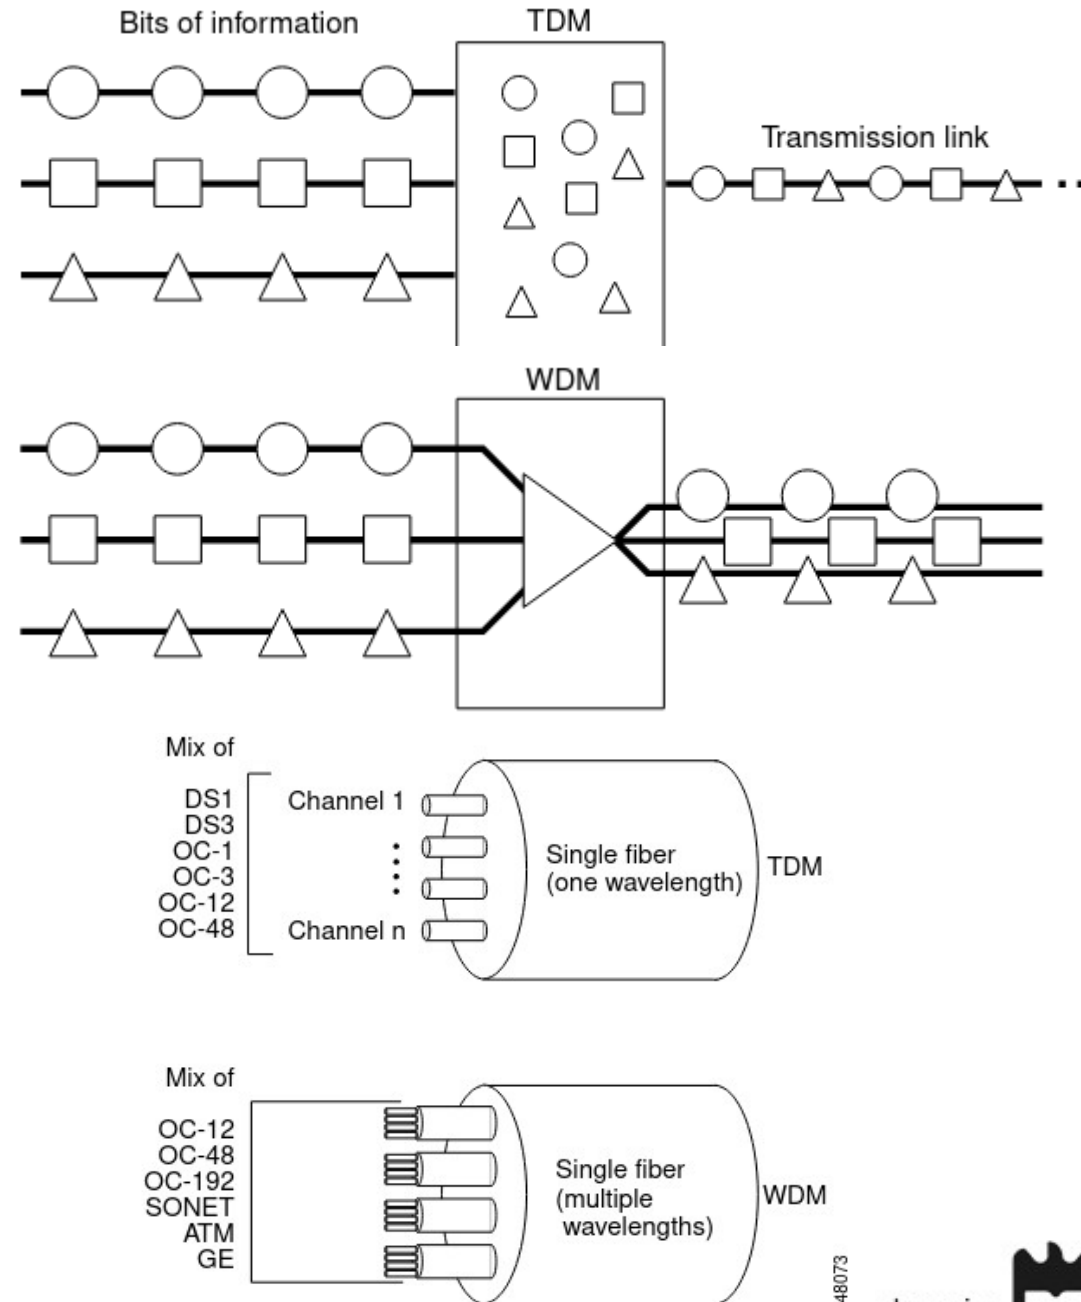 Bits of information
TDM
Transmission link
WDM
Mix of
DS1
DS3
OC-1
OC-3
OC-12
OC-48
Channel 1
Channel n
Single fiber
(one wavelength)
TDM
Mix of
OC-12
OC-48
OC-192
SONET
ATM
GE
Single fiber
(multiple
wavelengths)
WDM
48073